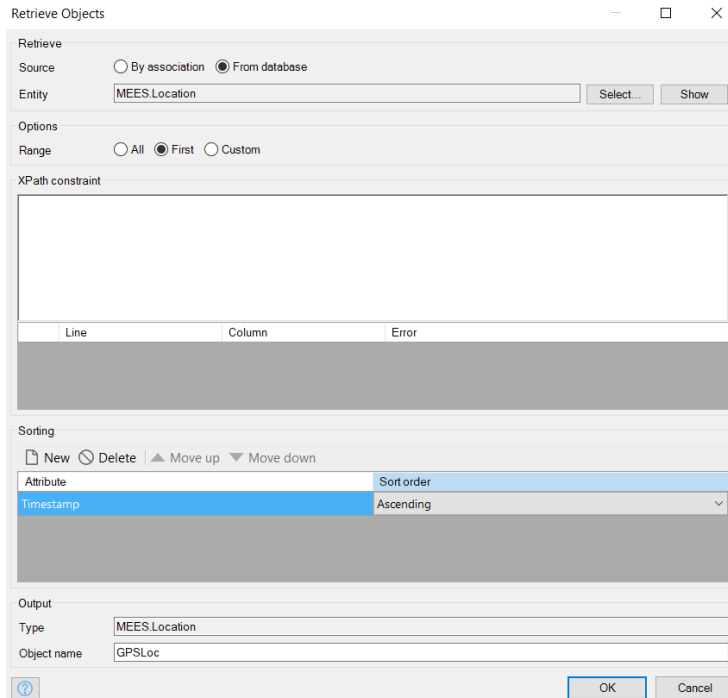 Retrieve Objects
Retrieve
Source By association From database
Entity MEES.Location Select... Show
Options
Range All First Custom
XPath constraint
Line Column Error
Sorting
New Delete Move up Move down
Attribute Sort order
Timestamp Ascending
Output
Type MEES.Location
Object name GPSLoc
? OK Cancel